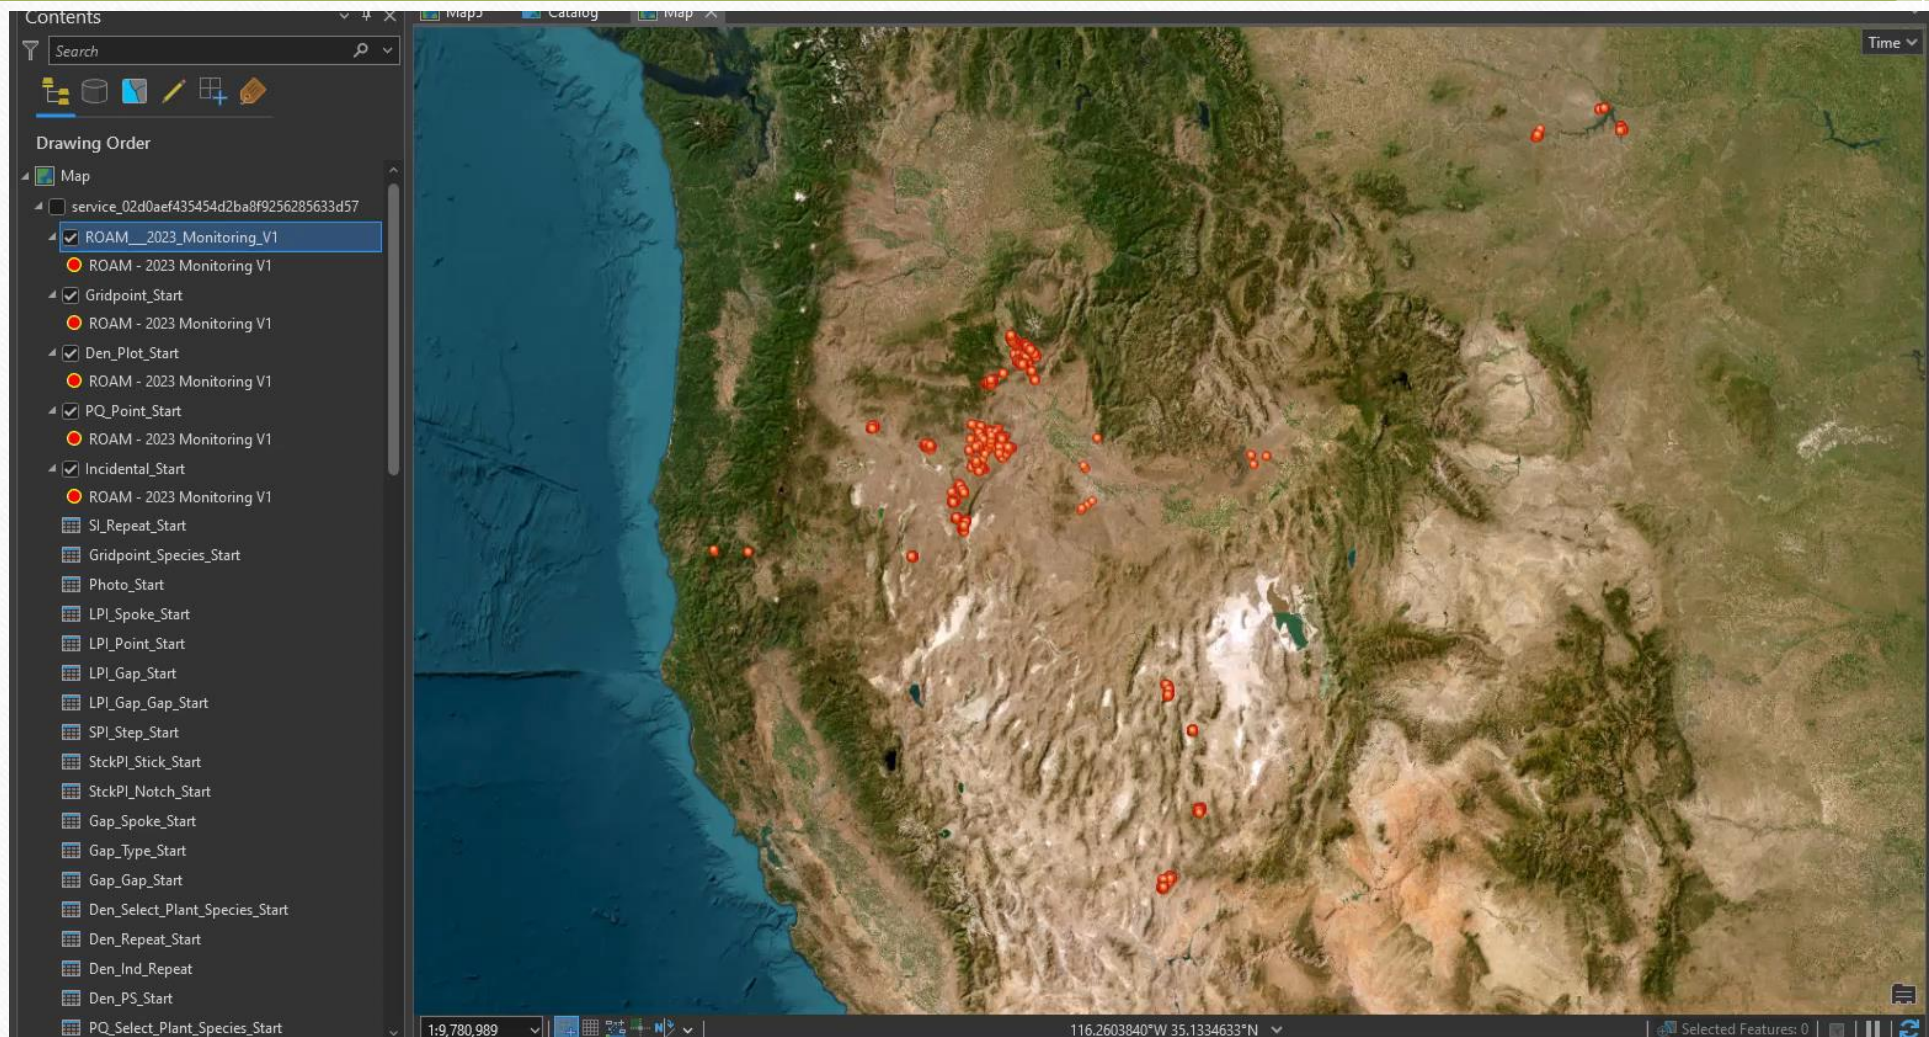 Contents
Map5
Catalog
Map
Search
Time
Drawing Order
Map
service_02d0aef435454d2ba8f9256285633d57
ROAM__2023_Monitoring_V1
ROAM - 2023 Monitoring V1
Gridpoint_Start
ROAM - 2023 Monitoring V1
Den_Plot_Start
ROAM - 2023 Monitoring V1
PQ_Point_Start
ROAM - 2023 Monitoring V1
Incidental_Start
ROAM - 2023 Monitoring V1
SI_Repeat_Start
Gridpoint_Species_Start
Photo_Start
LPI_Spoke_Start
LPI_Point_Start
LPI_Gap_Start
LPI_Gap_Gap_Start
SPI_Step_Start
StckPI_Stick_Start
StckPI_Notch_Start
Gap_Spoke_Start
Gap_Type_Start
Gap_Gap_Start
Den_Select_Plant_Species_Start
Den_Repeat_Start
Den_Ind_Repeat
Den_PS_Start
PQ_Select_Plant_Species_Start
1:9,780,989
116.2603840°W 35.1334633°N
Selected Features: 0